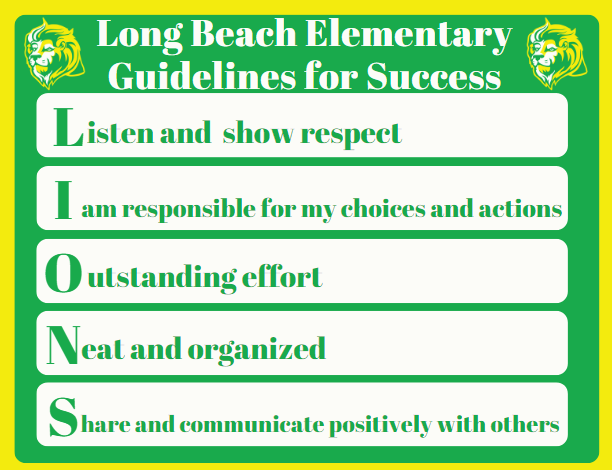 Long Beach Elementary
Guidelines for Success
Listen and show respect
I am responsible for my choices and actions
Outstanding effort
Neat and organized
Share and communicate positively with others